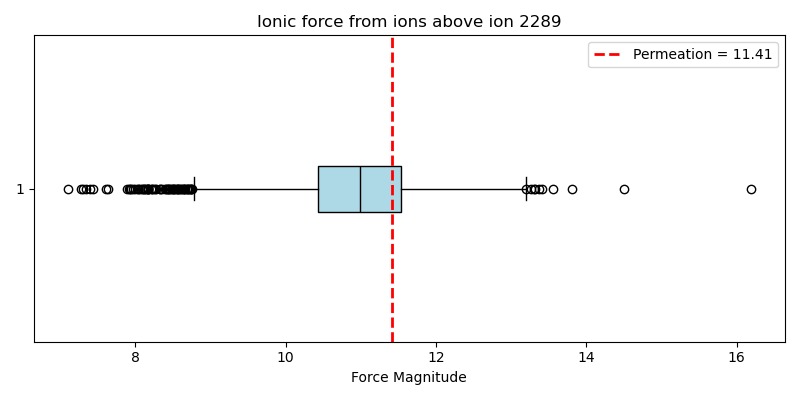 Ionic force from ions above ion 2289
Permeation = 11.41
1
8 10 12 14 16
Force Magnitude